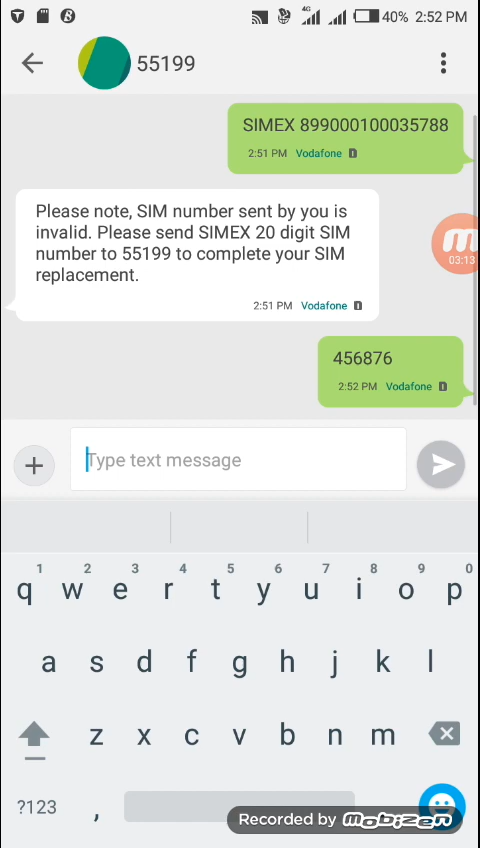 4G 40% 2:52 PM
55199
SIMEX 899000100035788
2:51 PM Vodafone 1
Please note, SIM number sent by you is
invalid. Please send SIMEX 20 digit SIM
number to 55199 to complete your SIM
replacement.
03:13
2:51 PM Vodafone 1
456876
2:52 PM Vodafone 1
Type text message
1 2 3 4 5 6 7 8 9 0
q w e r t y u i o p
a s d f g h j k l
z x c v b n m
?123 ,
Recorded by mobizen